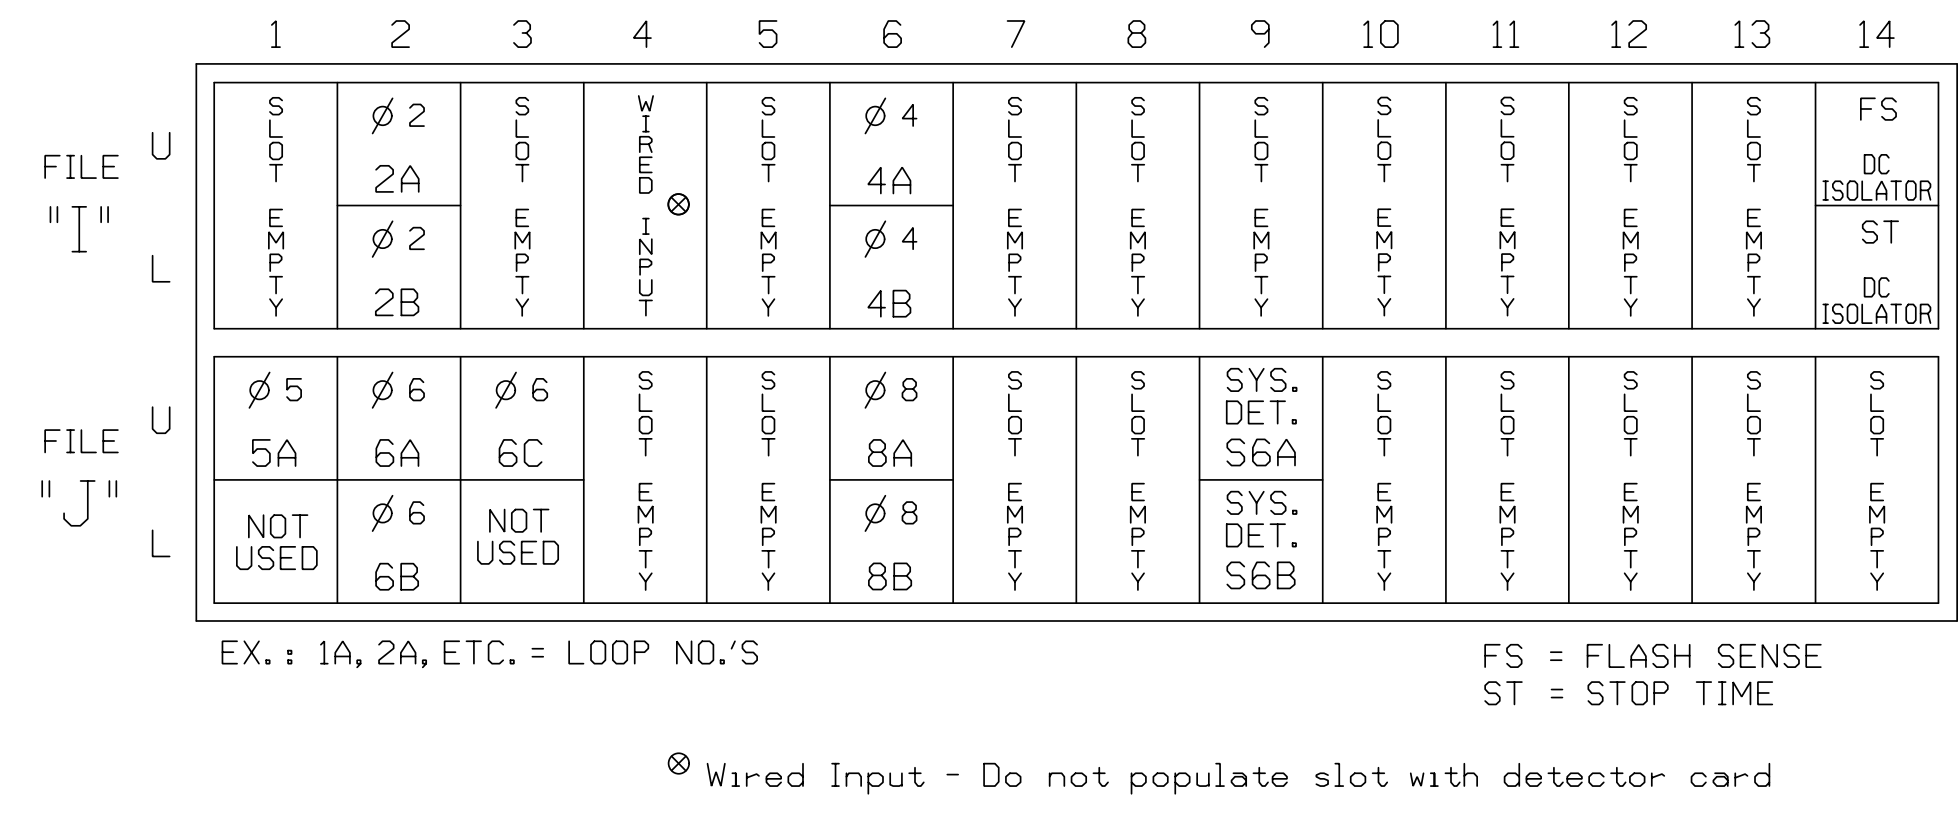 1 2 3 4 5 6 7 8 9 10 11 12 13 14
FILE "I"
U
L
SLOT EMPTY
Ø 2
2A
Ø 2
2B
SLOT EMPTY
WIRED INPUT ⊗
SLOT EMPTY
Ø 4
4A
Ø 4
4B
SLOT EMPTY
SLOT EMPTY
SLOT EMPTY
SLOT EMPTY
SLOT EMPTY
SLOT EMPTY
SLOT EMPTY
FS
DC
ISOLATOR
ST
DC
ISOLATOR
FILE "J"
U
L
Ø 5
5A
NOT
USED
Ø 6
6A
Ø 6
6B
Ø 6
6C
NOT
USED
SLOT EMPTY
SLOT EMPTY
Ø 8
8A
Ø 8
8B
SLOT EMPTY
SLOT EMPTY
SYS.
DET.
S6A
SYS.
DET.
S6B
SLOT EMPTY
SLOT EMPTY
SLOT EMPTY
SLOT EMPTY
SLOT EMPTY
EX.: 1A, 2A, ETC. = LOOP NO.'S
FS = FLASH SENSE
ST = STOP TIME
⊗ Wired Input - Do not populate slot with detector card